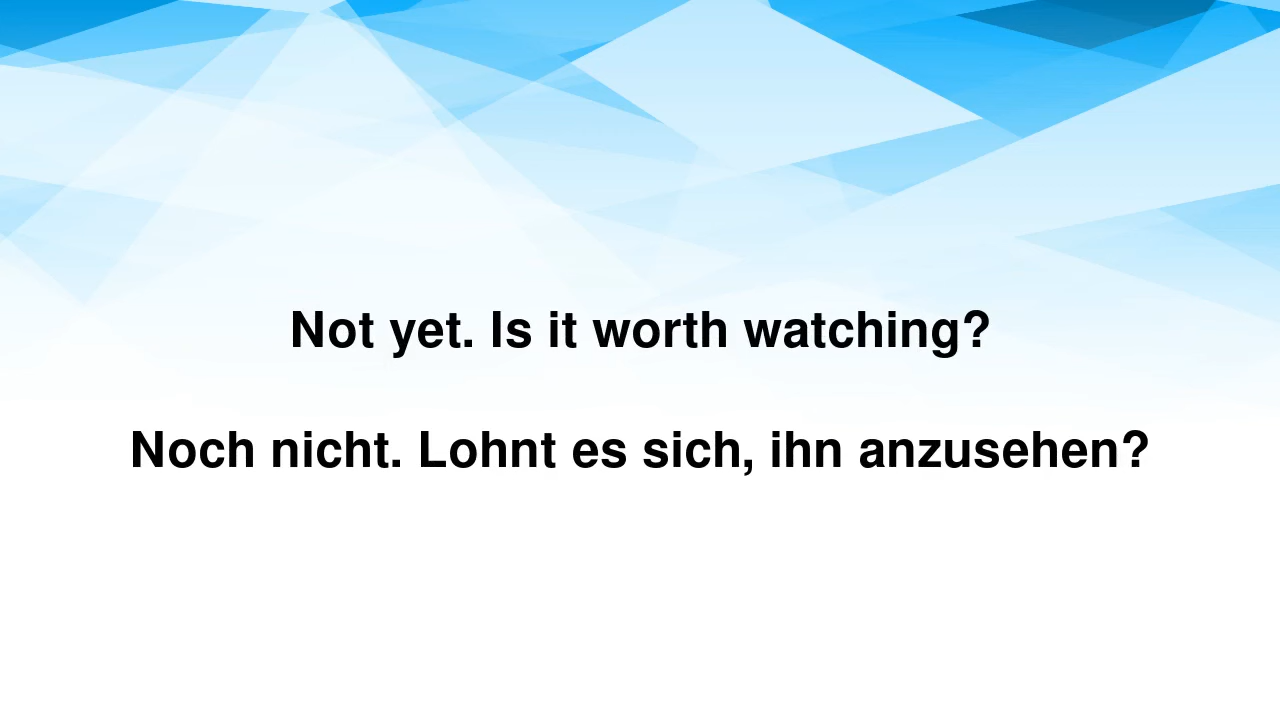 Not yet. Is it worth watching?
Noch nicht. Lohnt es sich, ihn anzusehen?